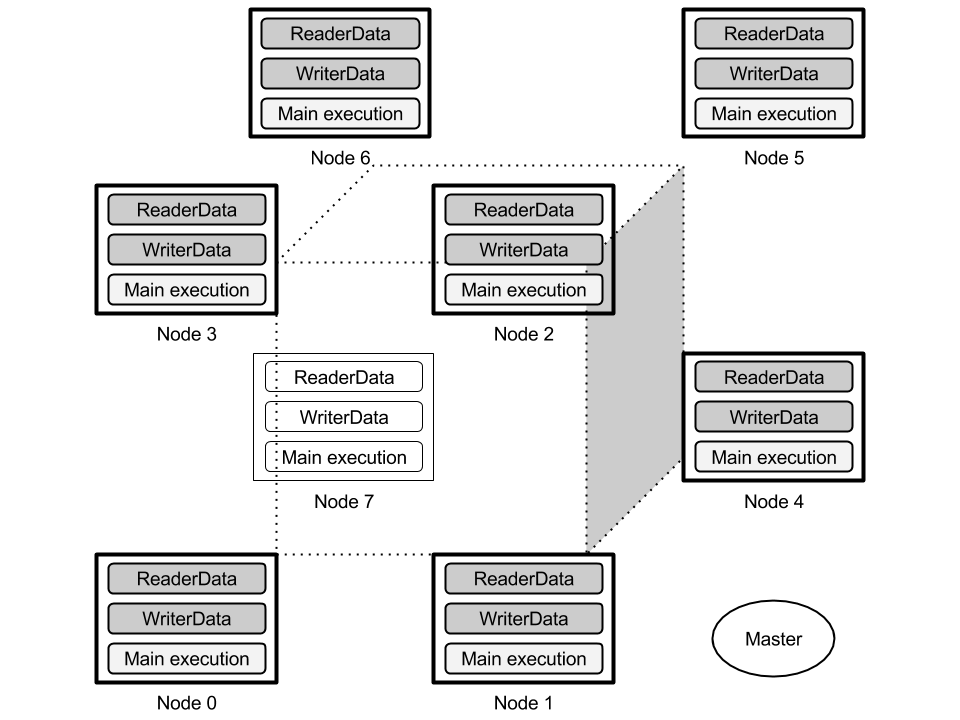 ReaderData
WriterData
Main execution
Node 6
ReaderData
WriterData
Main execution
Node 5
ReaderData
WriterData
Main execution
Node 3
ReaderData
WriterData
Main execution
Node 2
ReaderData
WriterData
Main execution
Node 7
ReaderData
WriterData
Main execution
Node 4
ReaderData
WriterData
Main execution
Node 0
ReaderData
WriterData
Main execution
Node 1
Master